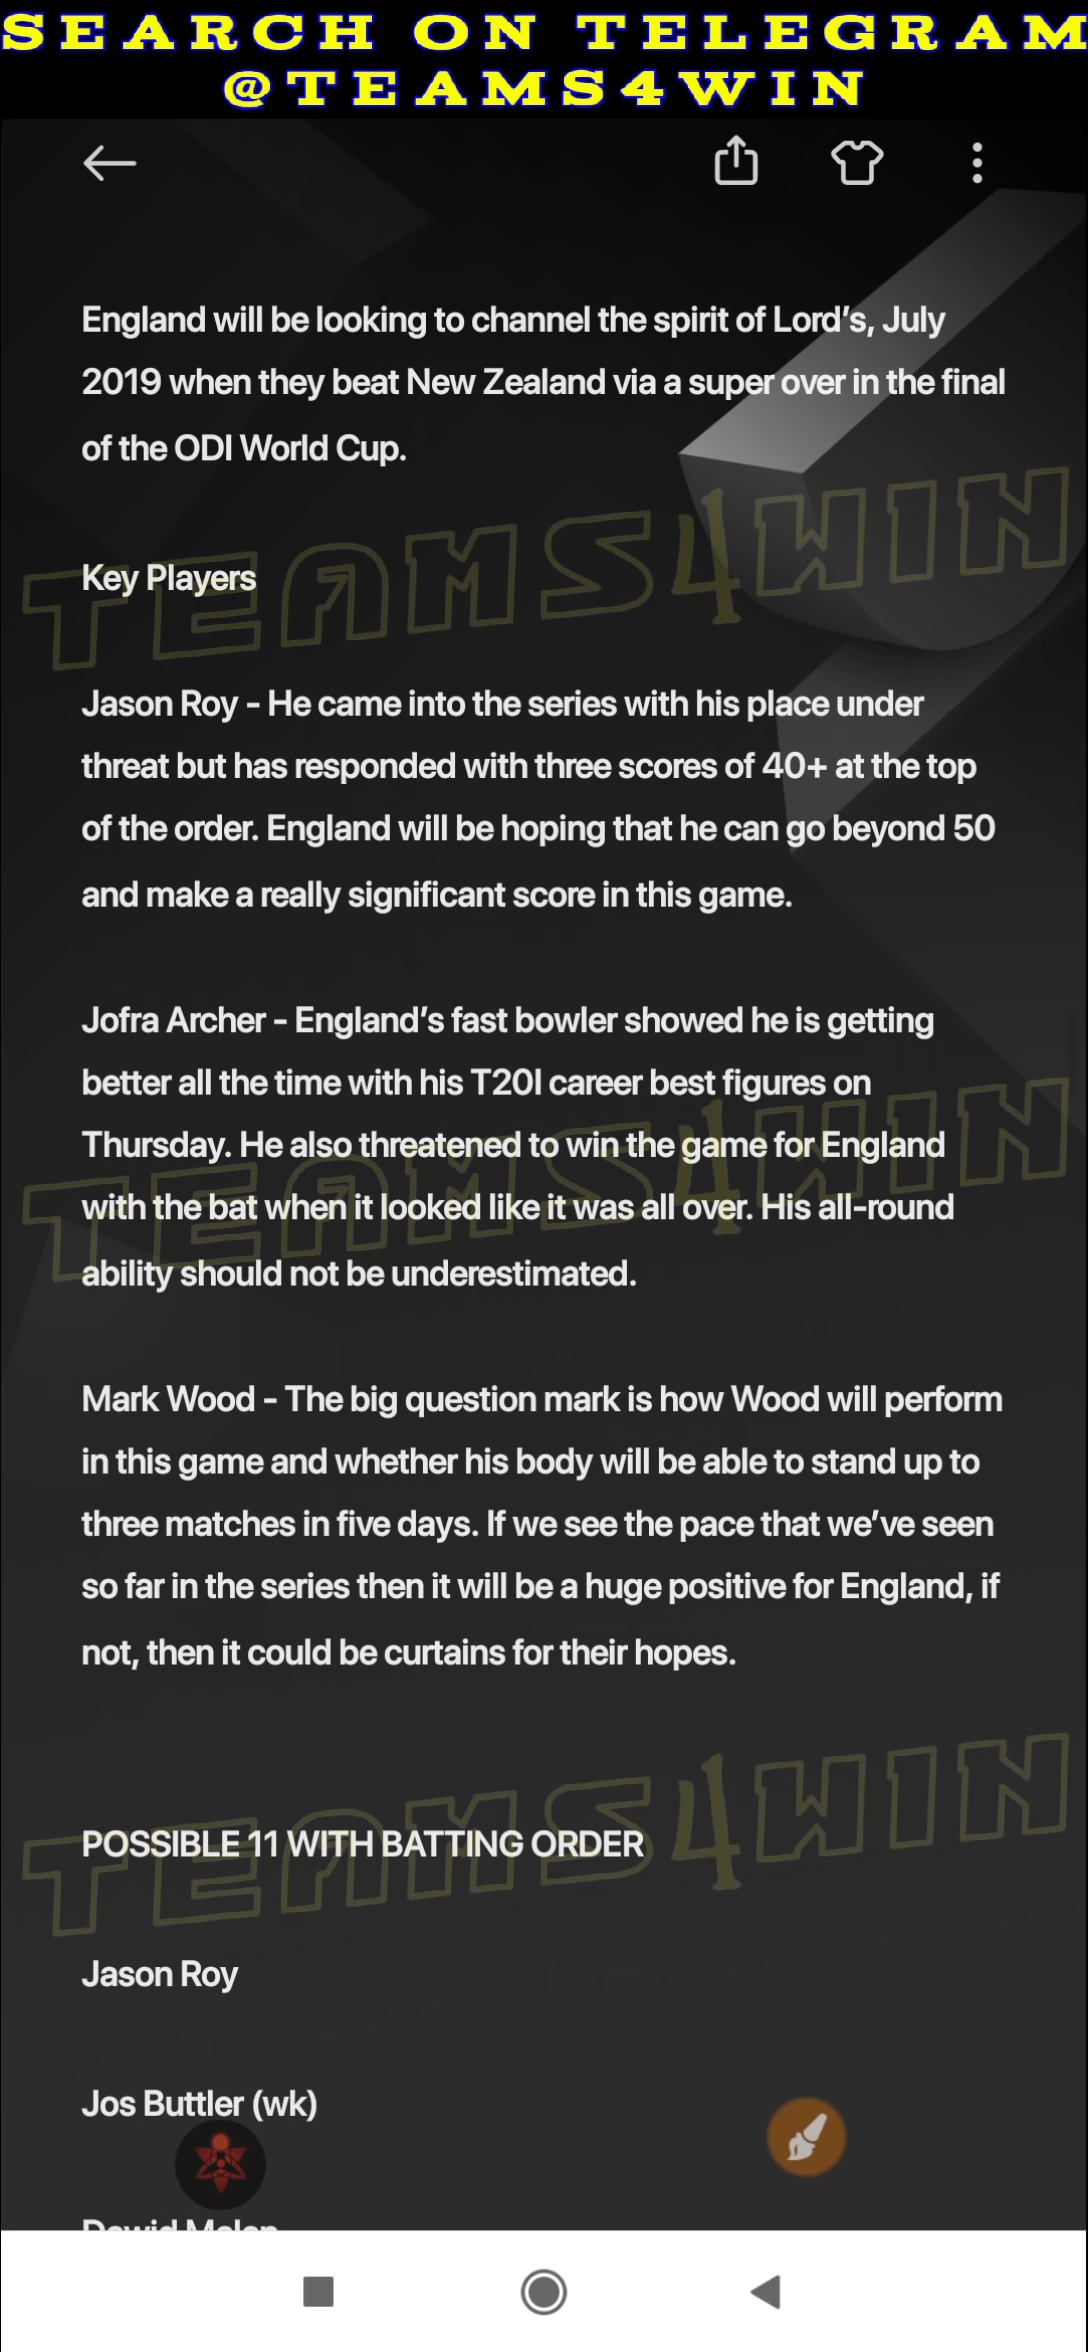 SEARCH ON TELEGRAM
@TEAMS4WIN
England will be looking to channel the spirit of Lord’s, July
2019 when they beat New Zealand via a super over in the final
of the ODI World Cup.
TEAMS4WIN
Key Players
Jason Roy - He came into the series with his place under
threat but has responded with three scores of 40+ at the top
of the order. England will be hoping that he can go beyond 50
and make a really significant score in this game.
Jofra Archer - England’s fast bowler showed he is getting
better all the time with his T20I career best figures on
Thursday. He also threatened to win the game for England
TEAMS4WIN
with the bat when it looked like it was all over. His all-round
ability should not be underestimated.
Mark Wood - The big question mark is how Wood will perform
in this game and whether his body will be able to stand up to
three matches in five days. If we see the pace that we’ve seen
so far in the series then it will be a huge positive for England, if
not, then it could be curtains for their hopes.
TEAMS4WIN
POSSIBLE 11 WITH BATTING ORDER
Jason Roy
Jos Buttler (wk)
Dawid Malan